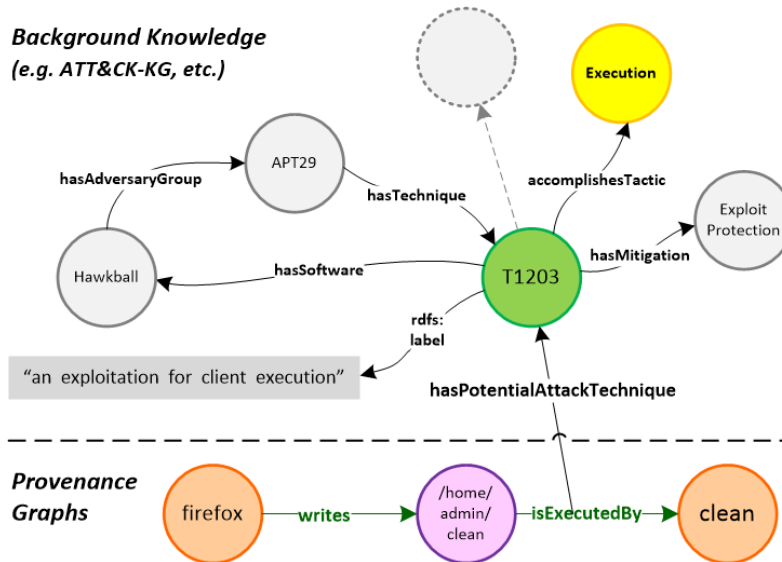 Background Knowledge
(e.g. ATT&CK-KG, etc.)
Execution
APT29
hasAdversaryGroup
accomplishesTactic
hasTechnique
Exploit
Protection
Hawkball
hasSoftware
T1203
hasMitigation
rdfs:
label
“an exploitation for client execution”
hasPotentialAttackTechnique
Provenance
Graphs
firefox
writes
/home/
admin/
clean
isExecutedBy
clean